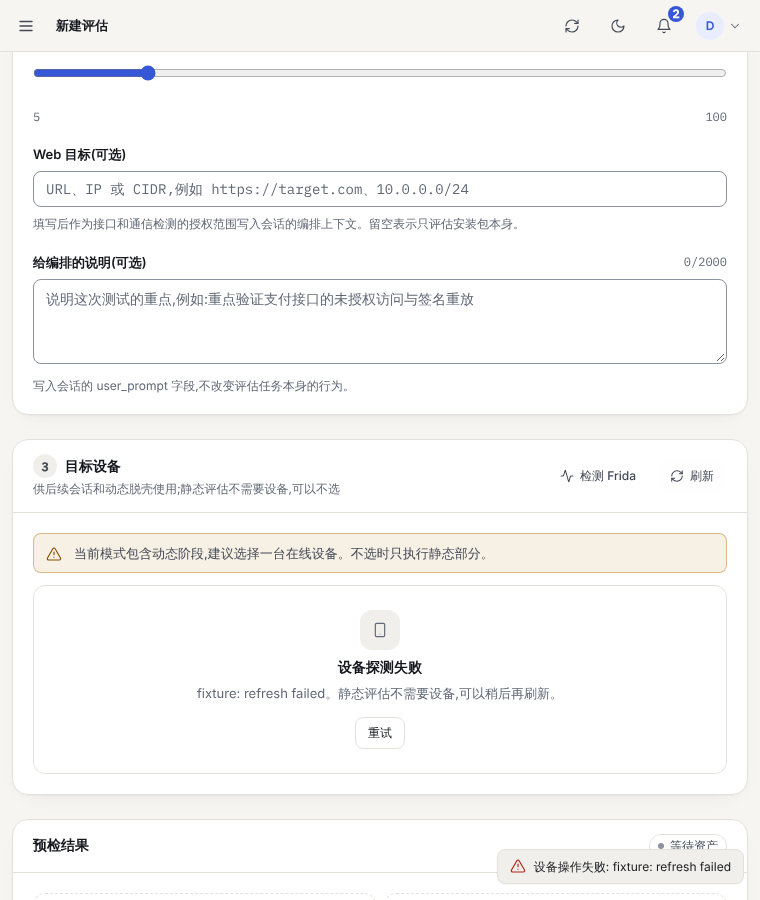 新建评估
2
D
5
100
Web 目标(可选)
URL、IP 或 CIDR,例如 https://target.com、10.0.0.0/24
填写后作为接口和通信检测的授权范围写入会话的编排上下文。留空表示只评估安装包本身。
给编排的说明(可选)
0/2000
说明这次测试的重点,例如:重点验证支付接口的未授权访问与签名重放
写入会话的 user_prompt 字段,不改变评估任务本身的行为。
3 目标设备
供后续会话和动态脱壳使用;静态评估不需要设备,可以不选
检测 Frida
刷新
当前模式包含动态阶段,建议选择一台在线设备。不选时只执行静态部分。
设备探测失败
fixture: refresh failed。静态评估不需要设备,可以稍后再刷新。
重试
预检结果
等待资产
设备操作失败: fixture: refresh failed